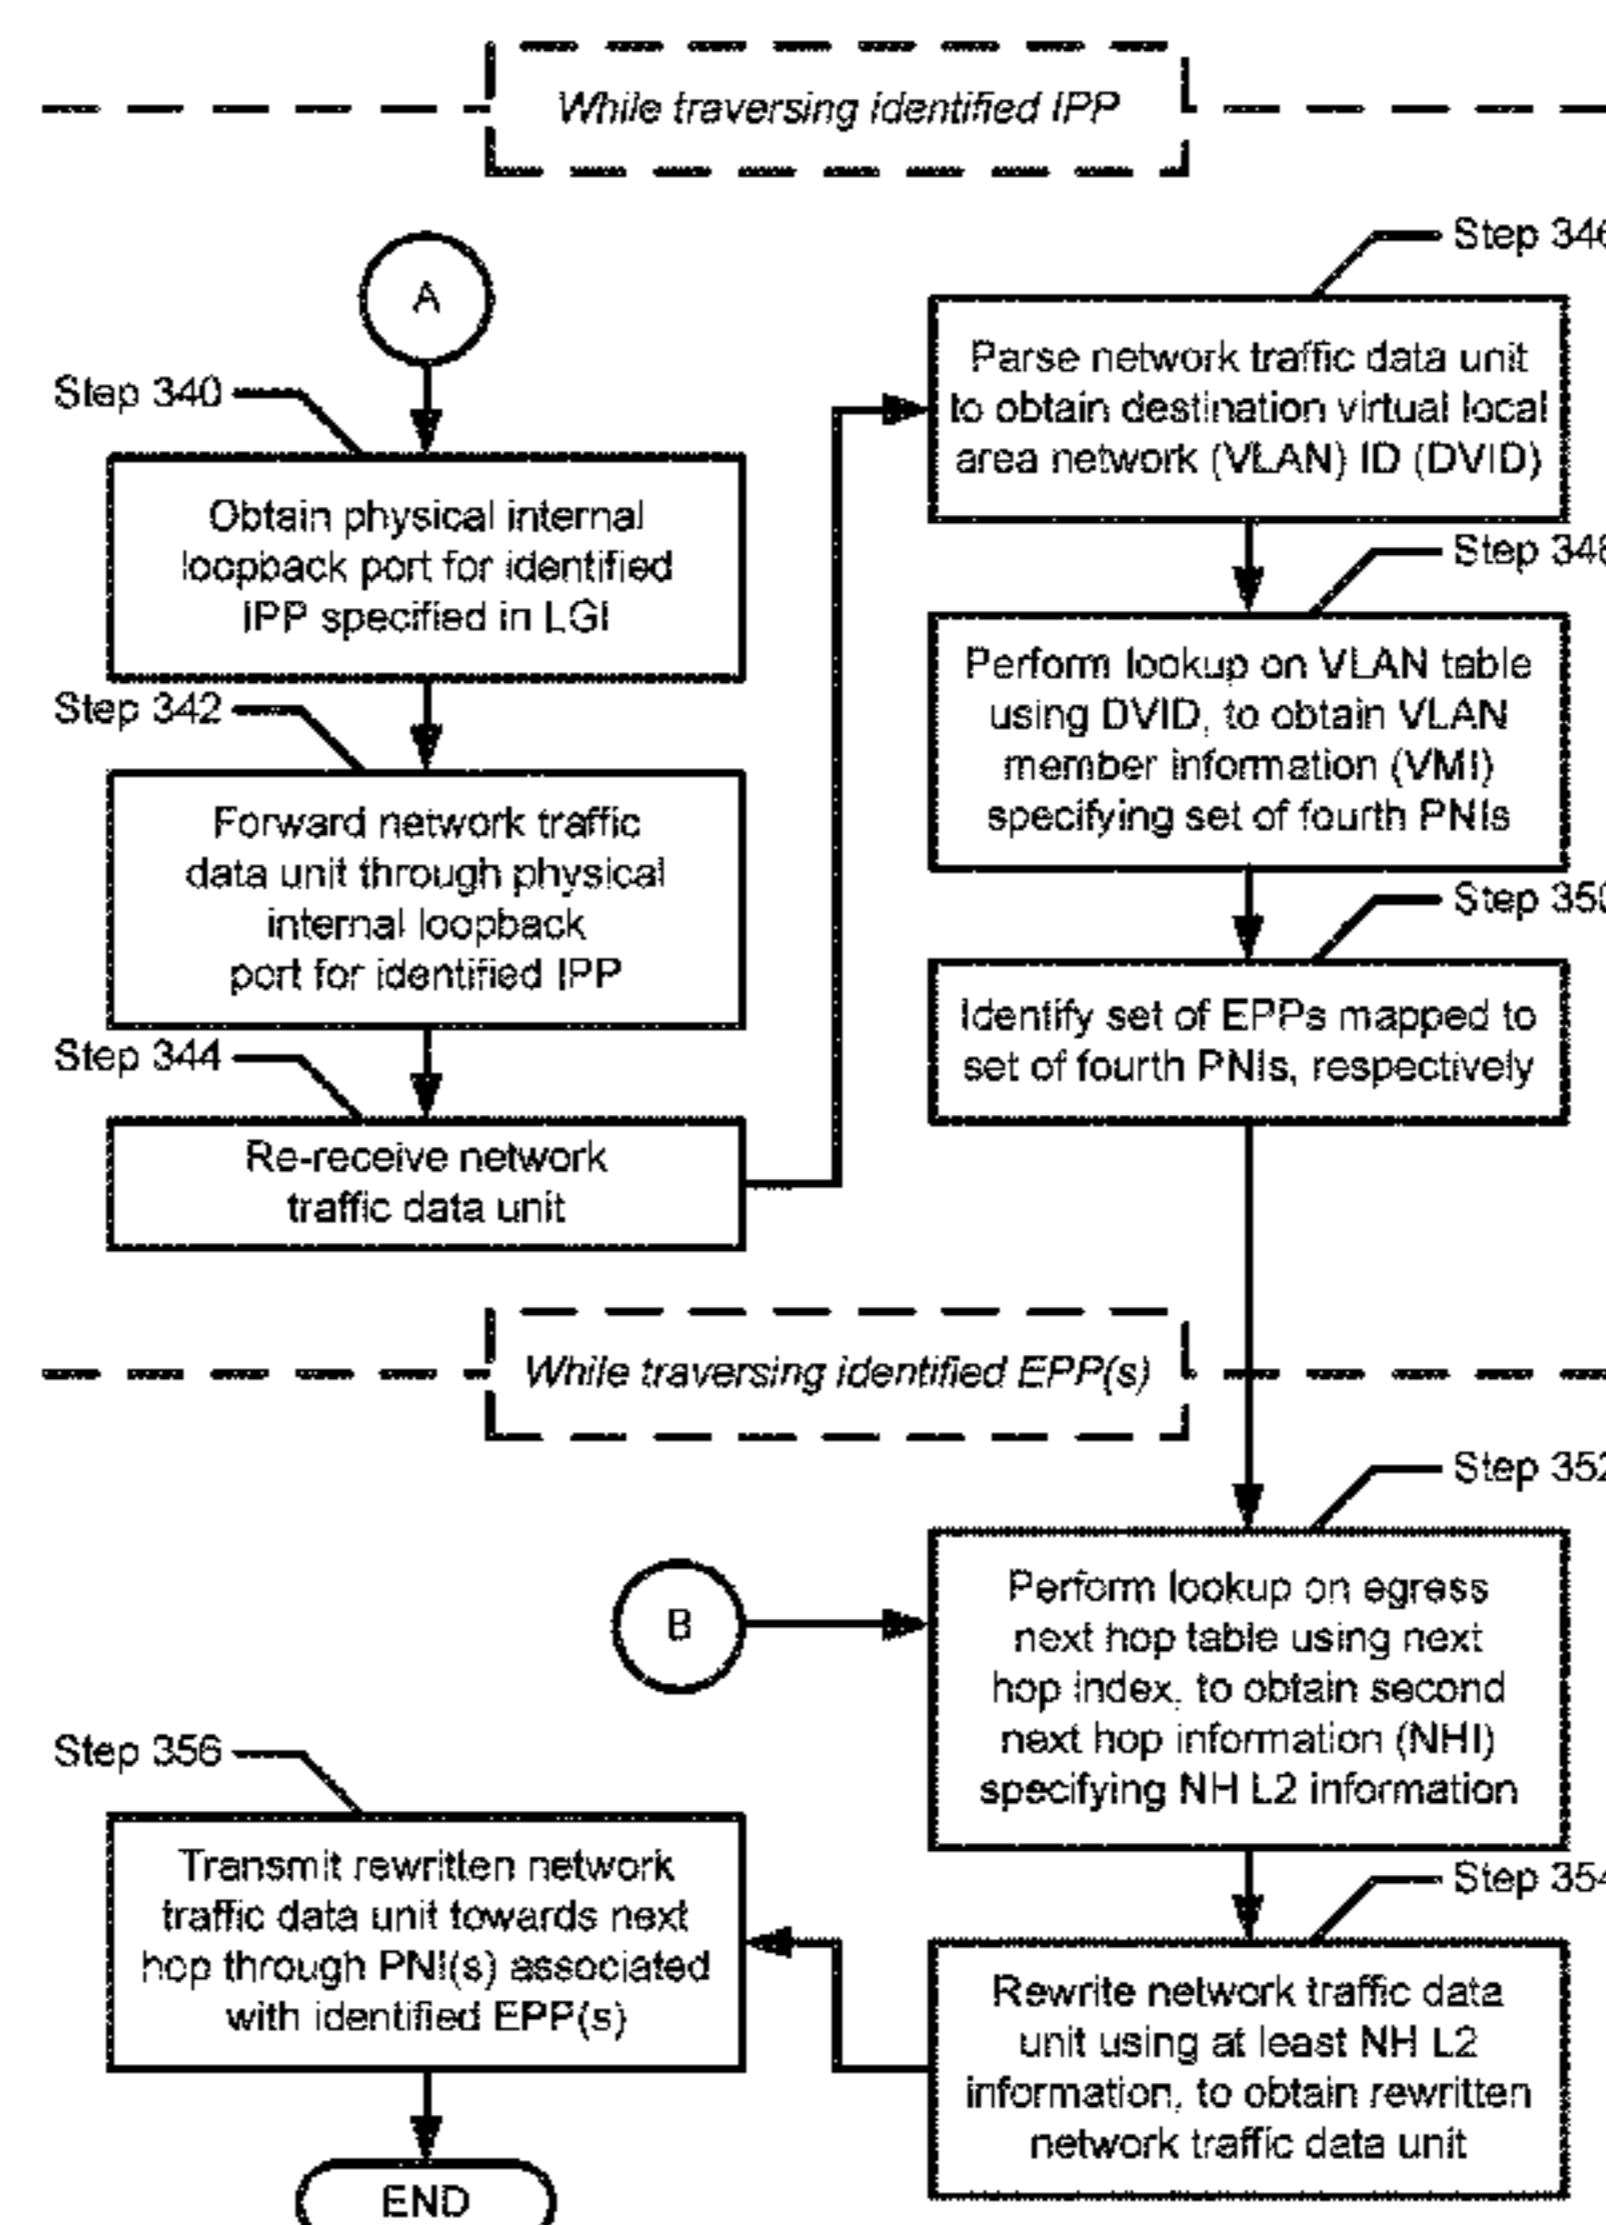 While traversing identified IPP
A
Step 340
Obtain physical internal
loopback port for identified
IPP specified in LGI
Step 342
Forward network traffic
data unit through physical
internal loopback
port for identified IPP
Step 344
Re-receive network
traffic data unit
Step 346
Parse network traffic data unit
to obtain destination virtual local
area network (VLAN) ID (DVID)
Step 348
Perform lookup on VLAN table
using DVID, to obtain VLAN
member information (VMI)
specifying set of fourth PNIs
Step 350
Identify set of EPPs mapped to
set of fourth PNIs, respectively
While traversing identified EPP(s)
Step 352
B
Perform lookup on egress
next hop table using next
hop index, to obtain second
next hop information (NHI)
specifying NH L2 information
Step 354
Rewrite network traffic data
unit using at least NH L2
information, to obtain rewritten
network traffic data unit
Step 356
Transmit rewritten network
traffic data unit towards next
hop through PNI(s) associated
with identified EPP(s)
END